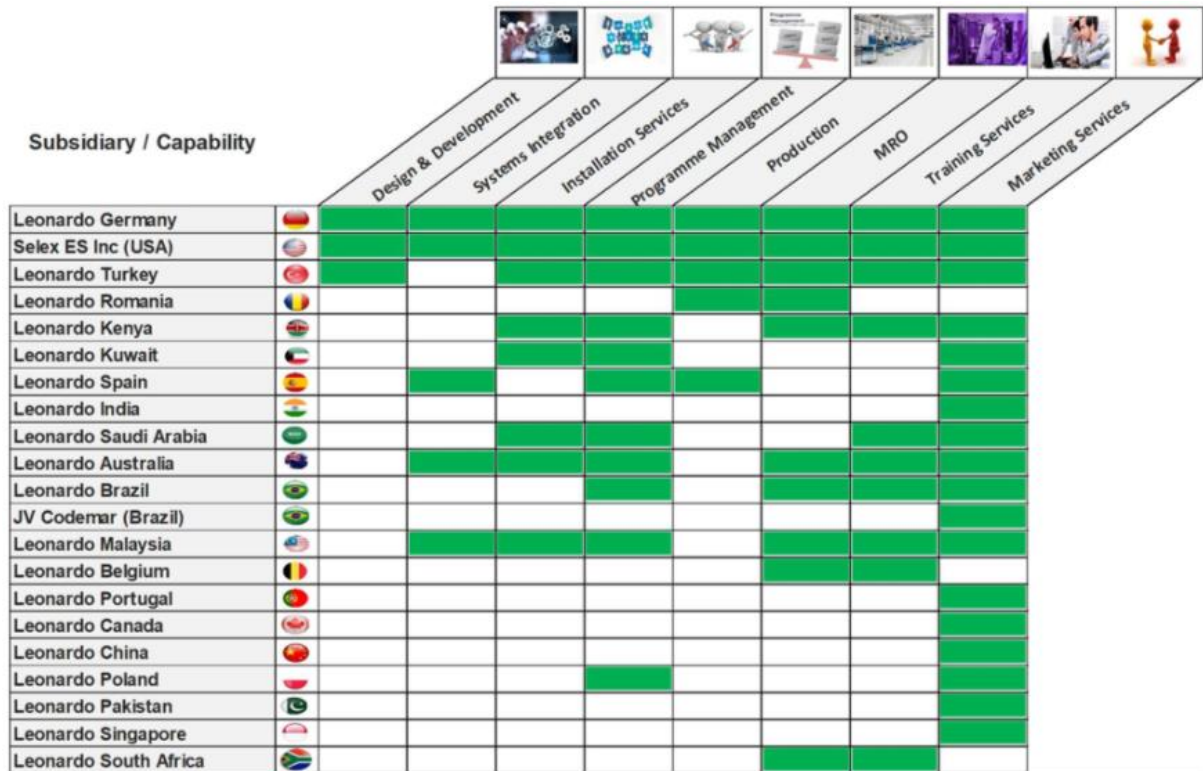 Programme
Management
Subsidiary / Capability
Design & Development
Systems Integration
Installation Services
Programme Management
Production
MRO
Training Services
Marketing Services
Leonardo Germany
Selex ES Inc (USA)
Leonardo Turkey
Leonardo Romania
Leonardo Kenya
Leonardo Kuwait
Leonardo Spain
Leonardo India
Leonardo Saudi Arabia
Leonardo Australia
Leonardo Brazil
JV Codemar (Brazil)
Leonardo Malaysia
Leonardo Belgium
Leonardo Portugal
Leonardo Canada
Leonardo China
Leonardo Poland
Leonardo Pakistan
Leonardo Singapore
Leonardo South Africa